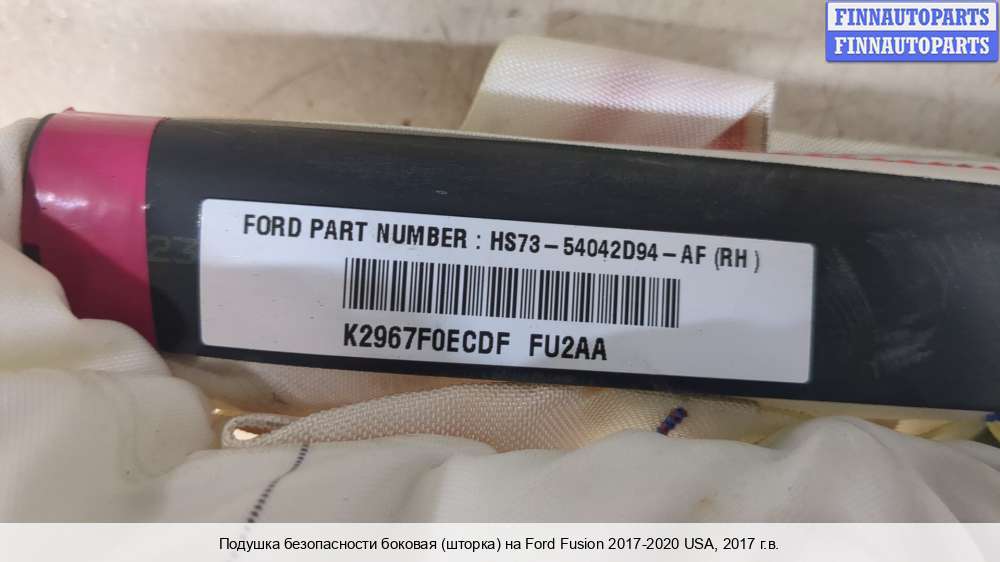 FINNAUTOPARTS
FINNAUTOPARTS
FORD PART NUMBER : HS73-54042D94-AF (RH )
23
K2967F0ECDF FU2AA
Подушка безопасности боковая (шторка) на Ford Fusion 2017-2020 USA, 2017 г.в.